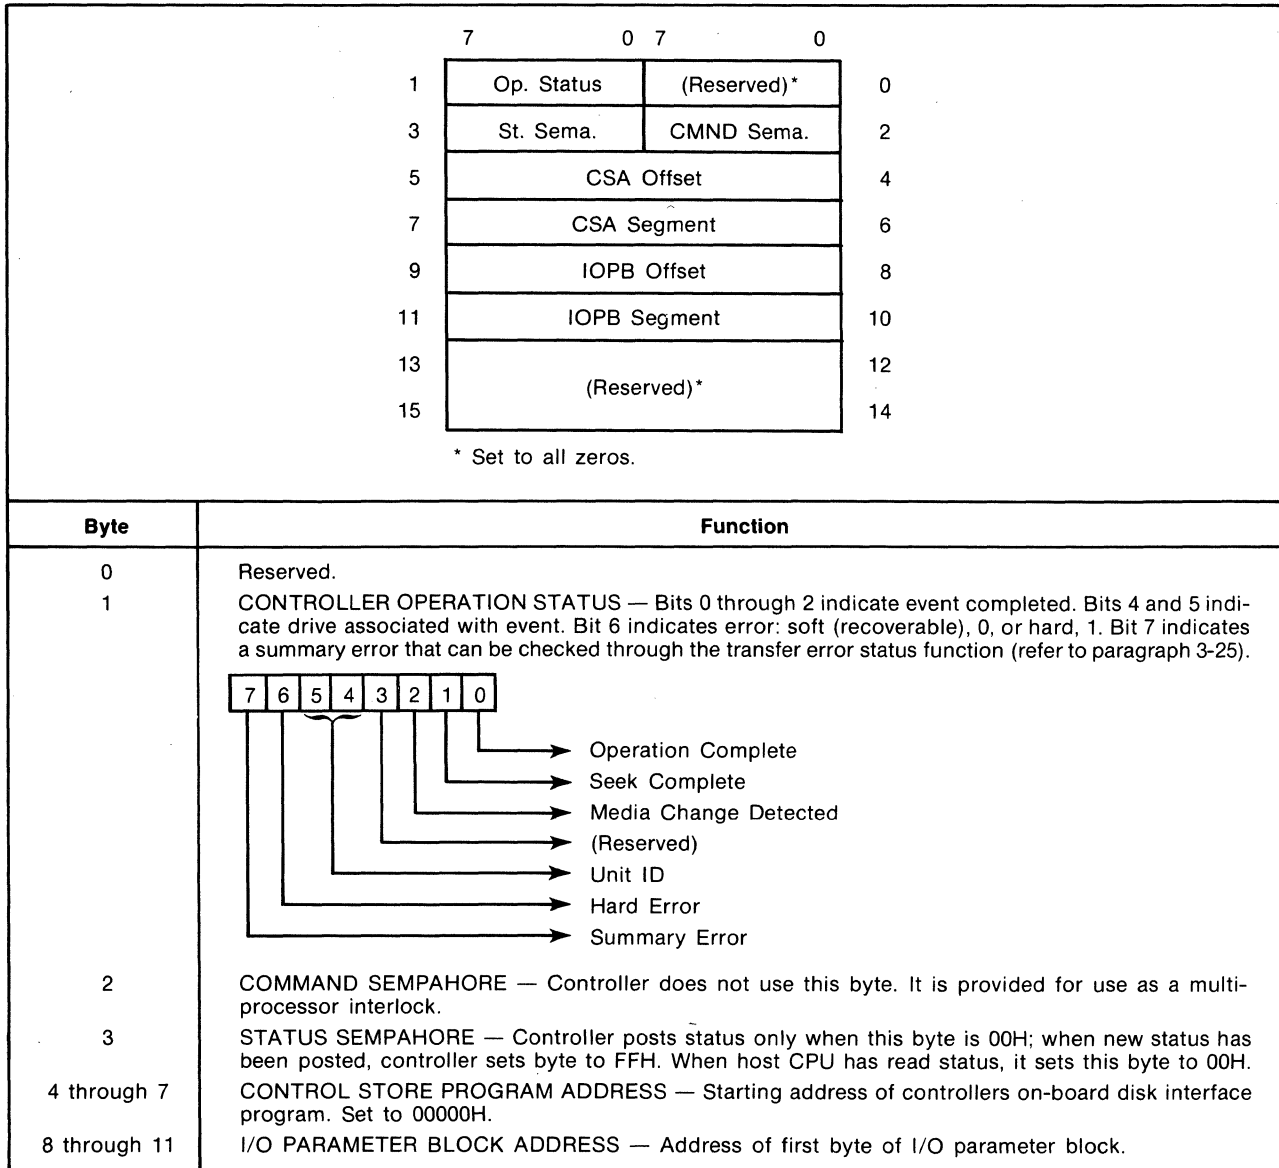 7 0 7 0
1 Op. Status (Reserved)* 0
3 St. Sema. CMND Sema. 2
5 CSA Offset 4
7 CSA Segment 6
9 IOPB Offset 8
11 IOPB Segment 10
13 12
(Reserved)*
15 14
* Set to all zeros.
Byte Function
0 Reserved.
1 CONTROLLER OPERATION STATUS — Bits 0 through 2 indicate event completed. Bits 4 and 5 indi-
cate drive associated with event. Bit 6 indicates error: soft (recoverable), 0, or hard, 1. Bit 7 indicates
a summary error that can be checked through the transfer error status function (refer to paragraph 3-25).
7 6 5 4 3 2 1 0
Operation Complete
Seek Complete
Media Change Detected
(Reserved)
Unit ID
Hard Error
Summary Error
2 COMMAND SEMPAHORE — Controller does not use this byte. It is provided for use as a multi-
processor interlock.
3 STATUS SEMPAHORE — Controller posts status only when this byte is 00H; when new status has
been posted, controller sets byte to FFH. When host CPU has read status, it sets this byte to 00H.
4 through 7 CONTROL STORE PROGRAM ADDRESS — Starting address of controllers on-board disk interface
program. Set to 00000H.
8 through 11 I/O PARAMETER BLOCK ADDRESS — Address of first byte of I/O parameter block.